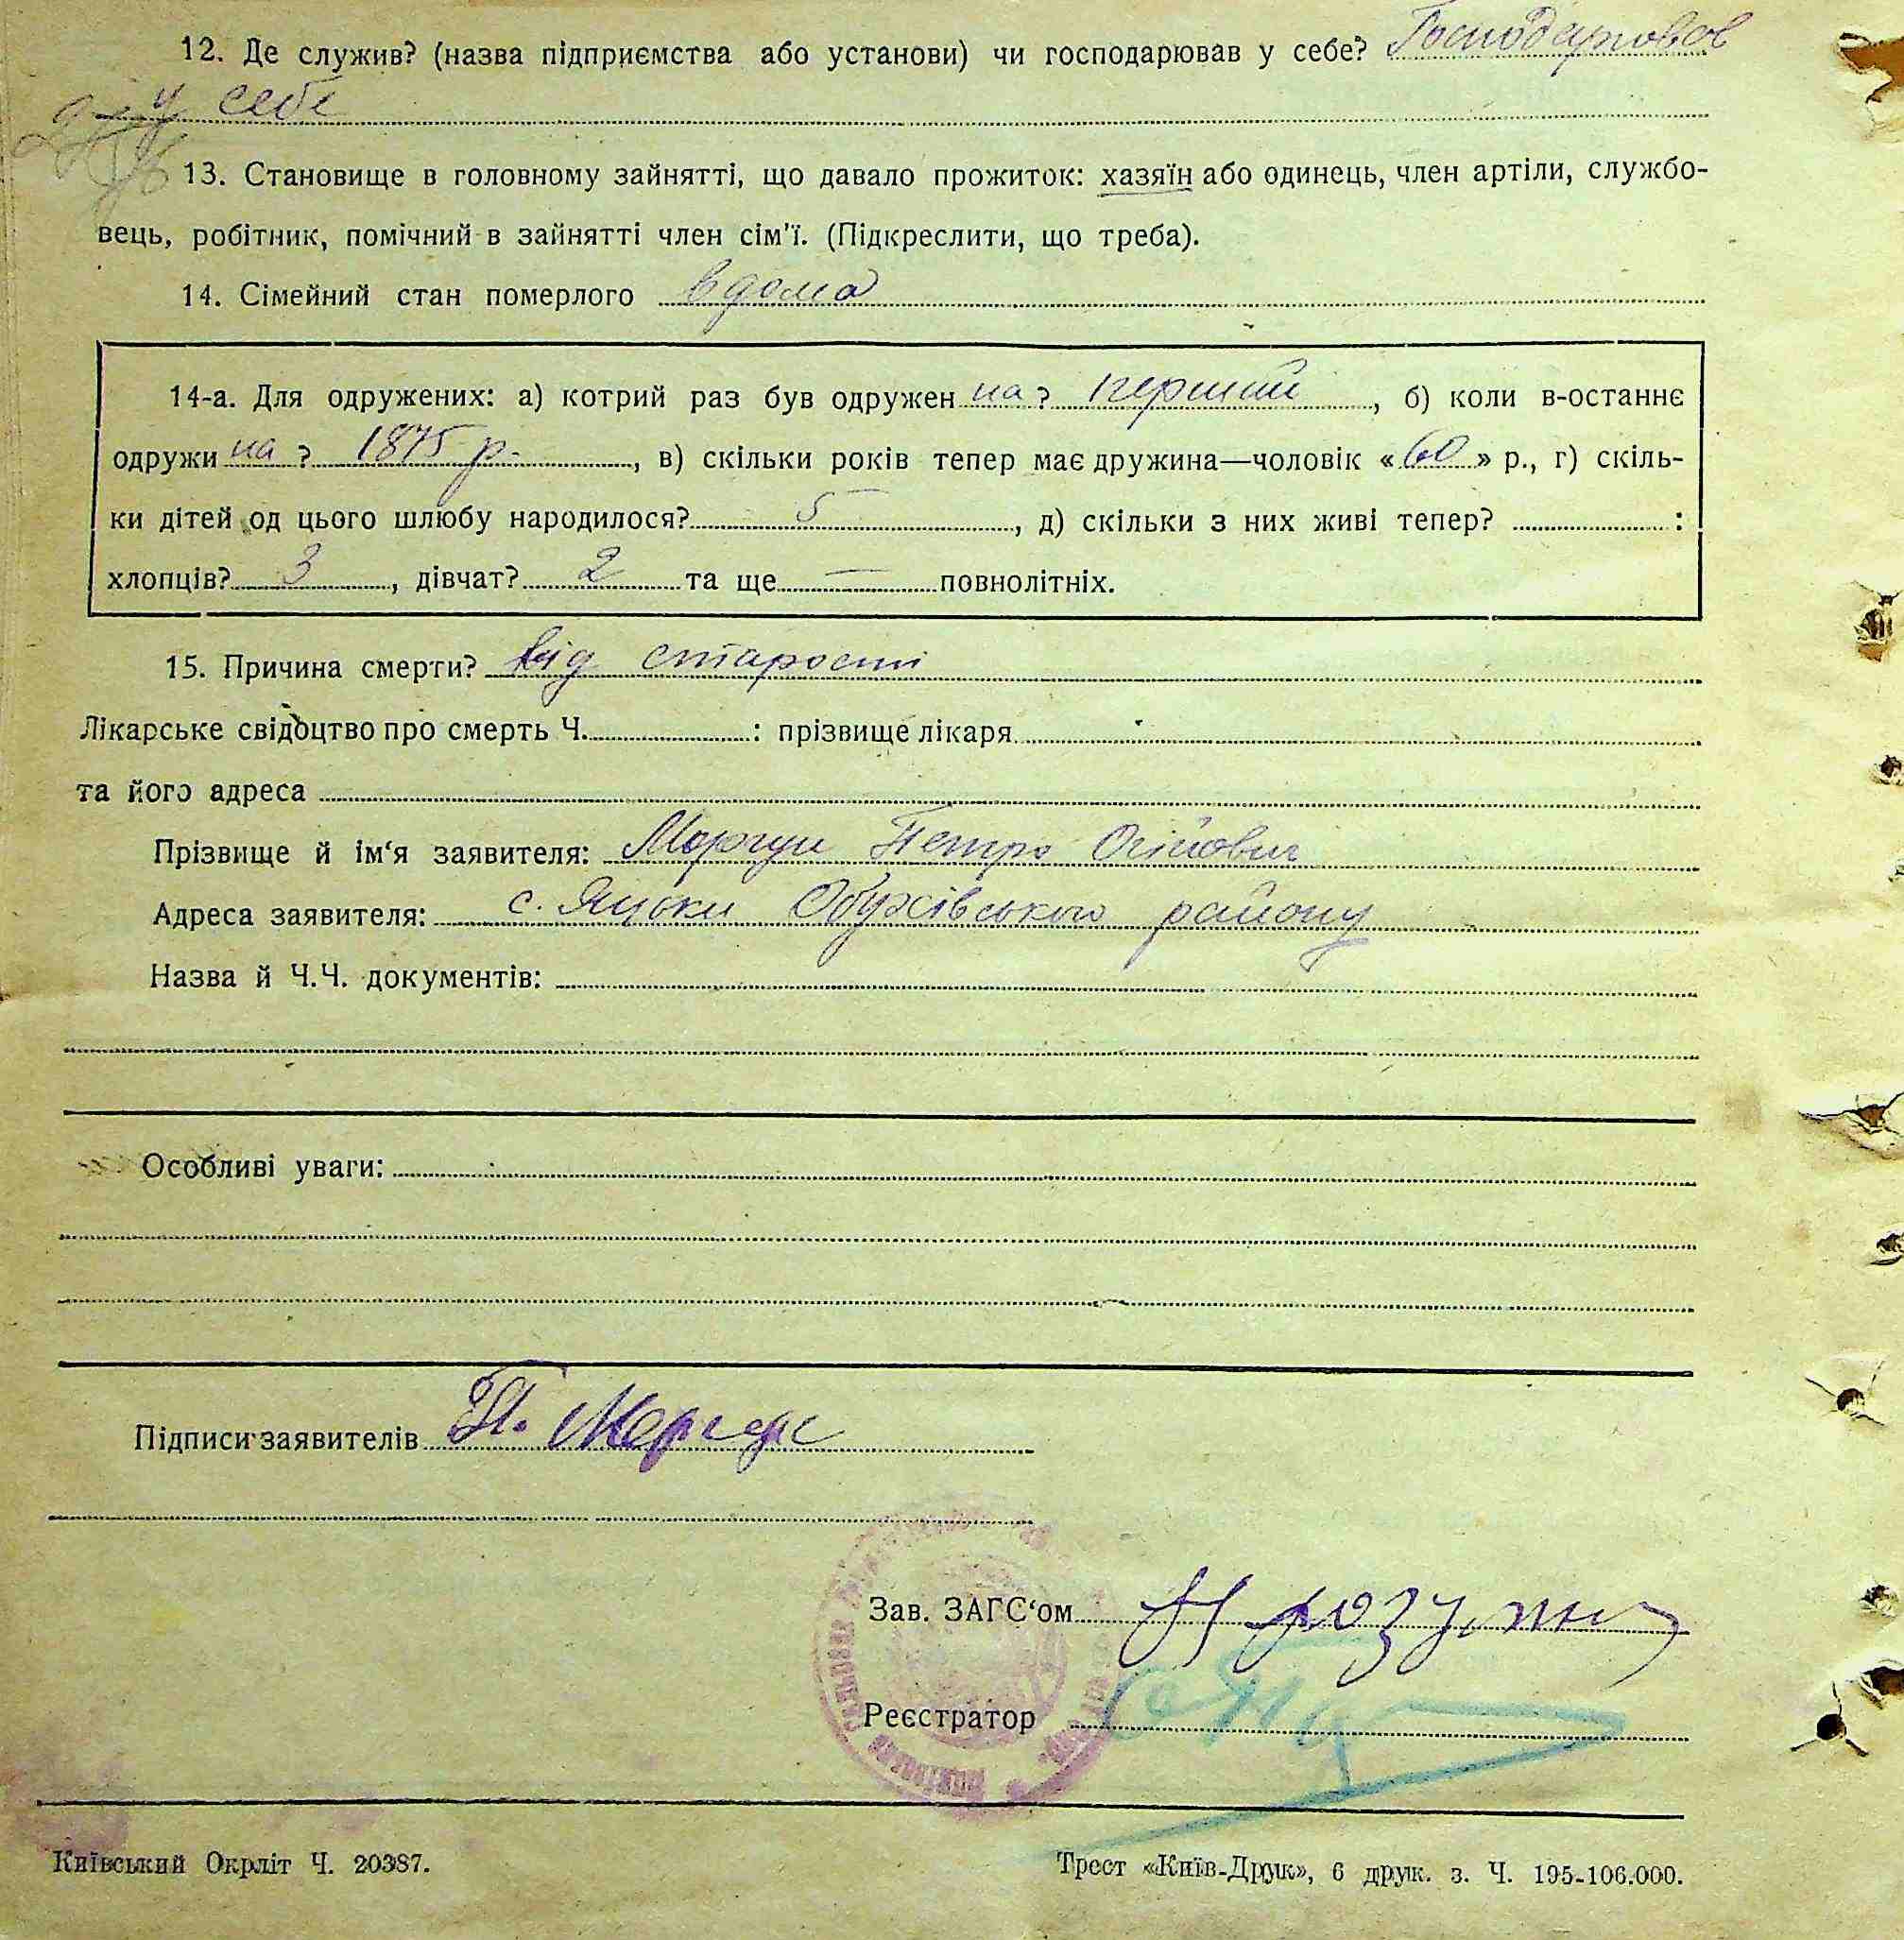 12. Де служив? (назва підприємства або установи) чи господарював у себе? Господарював
у себе
13. Становище в головному зайнятті, що давало прожиток: хазяїн або одинець, член артіли, службо-
вець, робітник, помічний в зайнятті член сім'ї. (Підкреслити, що треба).
14. Сімейний стан померлого вдова
14-а. Для одружених: а) котрий раз був одружен на? перший, б) коли в-останнє
одружи на? 1875 р., в) скільки років тепер має дружина—чоловік «60» р., г) скіль-
ки дітей од цього шлюбу народилося? 5, д) скільки з них живі тепер? :
хлопців? 3, дівчат? 2 та ще — повнолітніх.
15. Причина смерти? від старости
Лікарське свідоцтво про смерть Ч. : прізвище лікаря
та його адреса
Прізвище й ім'я заявителя: Моргун Петро
Адреса заявителя: с. Яцьки Обухівського району
Назва й Ч.Ч. документів:
Особливі уваги:
Підписи заявителів П. Моргун
Зав. ЗАГС'ом
Реєстратор
Київський Окрліт Ч. 20387.
Трест «Київ-Друк», 6 друк. з. Ч. 195-106.000.